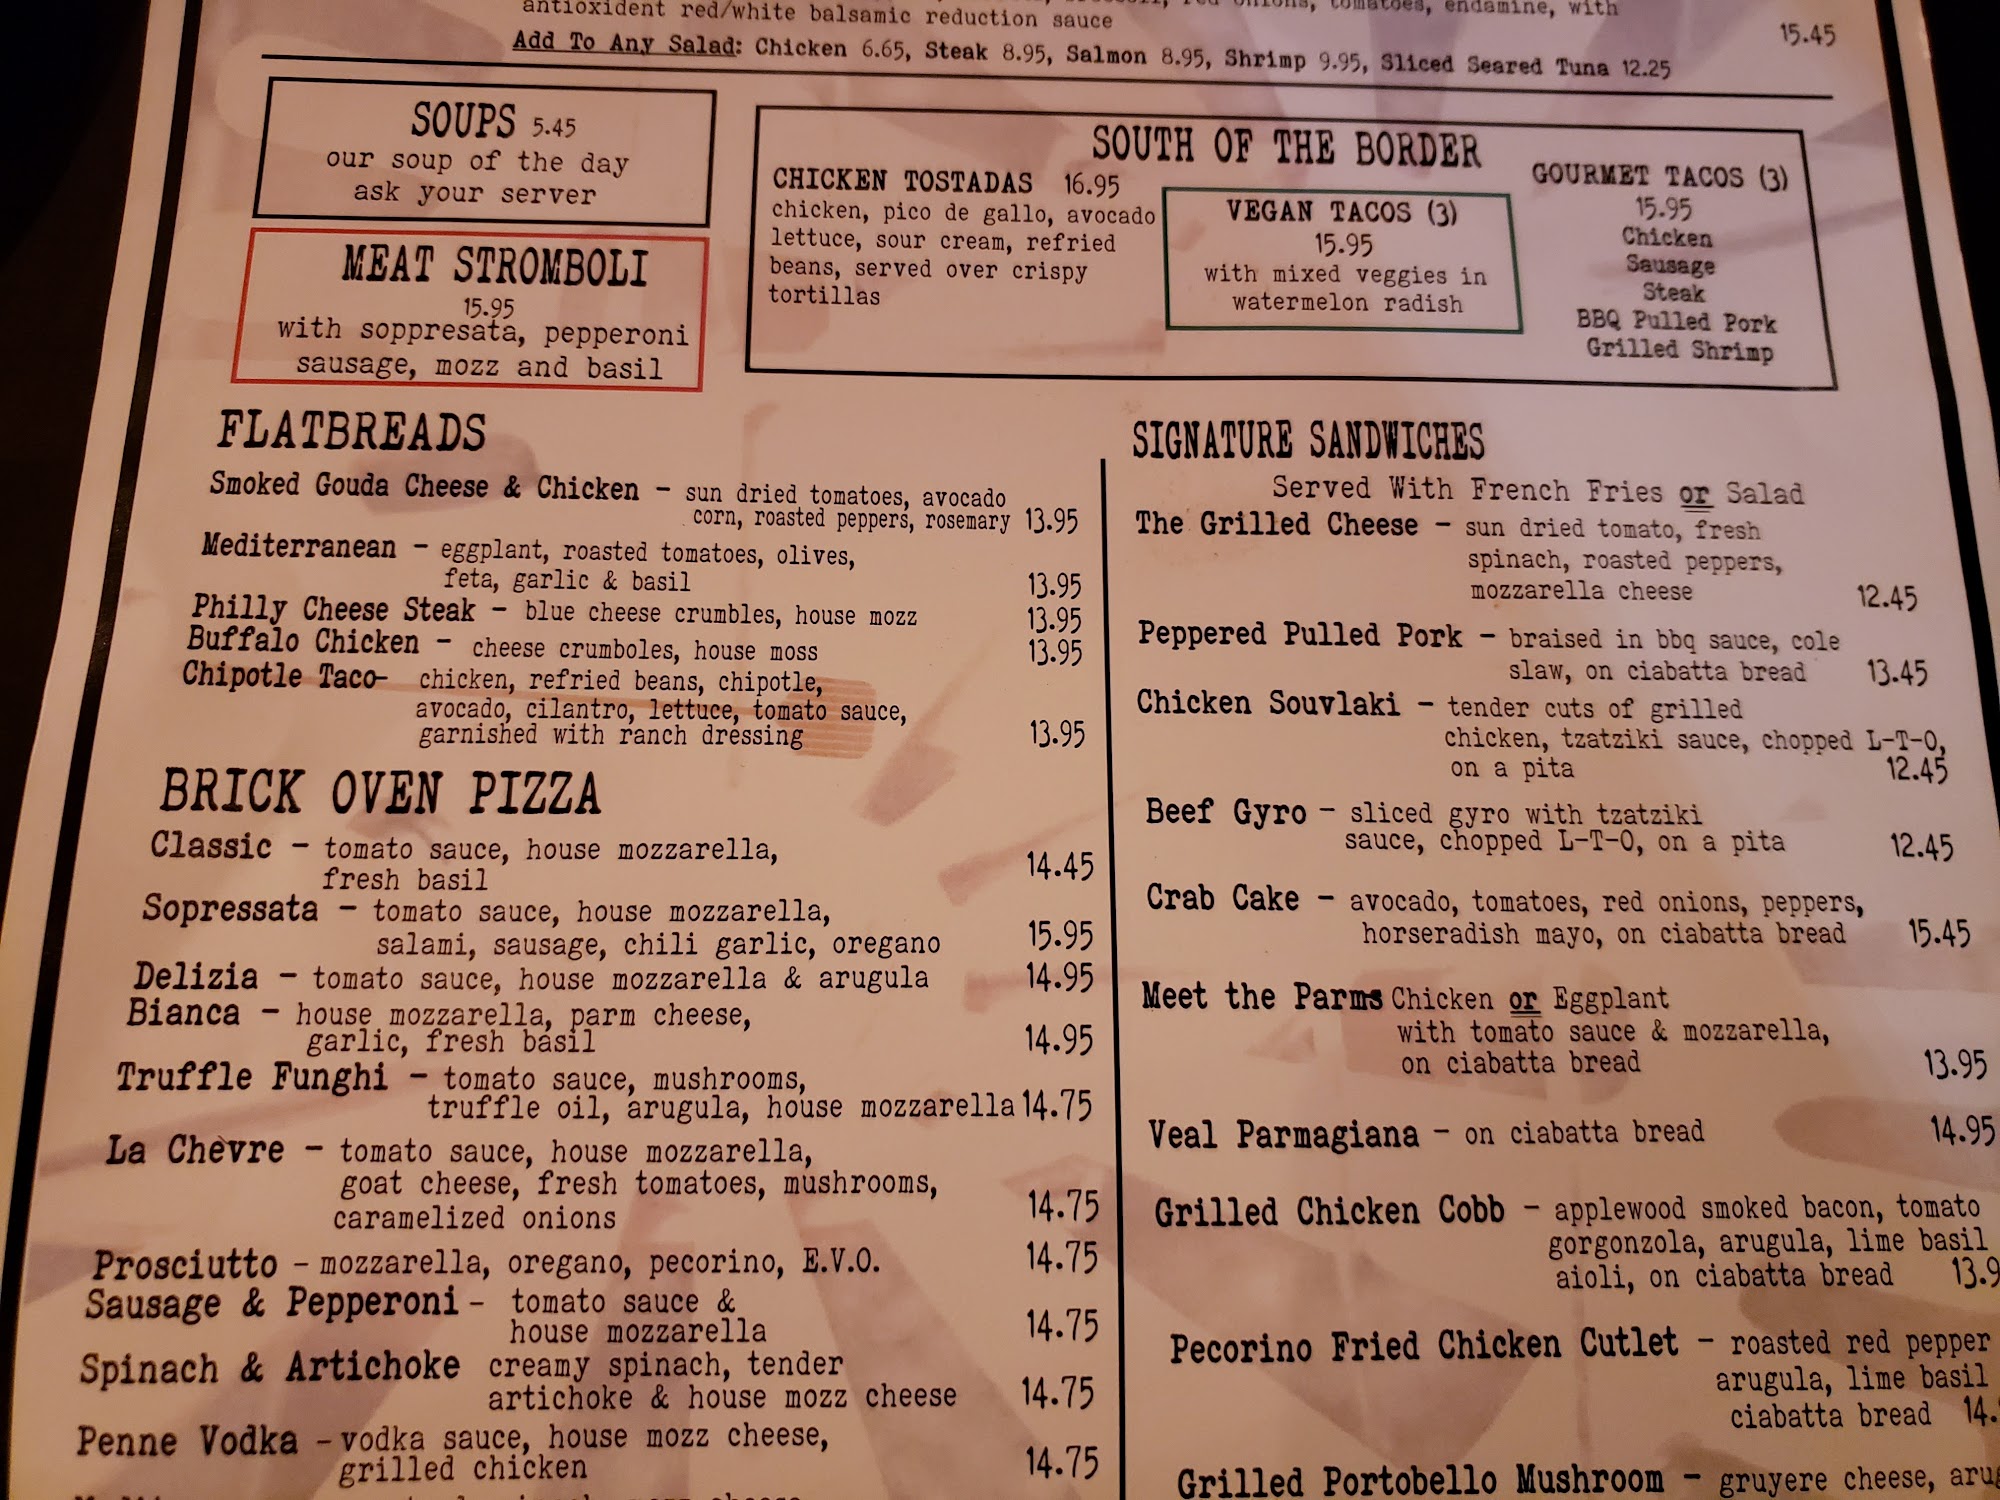 antioxident red/white balsamic reduction sauce
red onions, tomatoes, endamine, with
15.45
Add To Any Salad: Chicken 6.65, Steak 8.95, Salmon 8.95, Shrimp 9.95, Sliced Seared Tuna 12.25
SOUPS 5.45
our soup of the day
ask your server
MEAT STROMBOLI
15.95
with soppresata, pepperoni
sausage, mozz and basil
SOUTH OF THE BORDER
CHICKEN TOSTADAS 16.95
chicken, pico de gallo, avocado
lettuce, sour cream, refried
beans, served over crispy
tortillas
VEGAN TACOS (3)
15.95
with mixed veggies in
watermelon radish
GOURMET TACOS (3)
15.95
Chicken
Sausage
Steak
BBQ Pulled Pork
Grilled Shrimp
FLATBREADS
Smoked Gouda Cheese & Chicken - sun dried tomatoes, avocado
corn, roasted peppers, rosemary 13.95
Mediterranean - eggplant, roasted tomatoes, olives,
feta, garlic & basil 13.95
Philly Cheese Steak - blue cheese crumbles, house mozz 13.95
Buffalo Chicken - cheese crumboles, house moss 13.95
Chipotle Taco- chicken, refried beans, chipotle,
avocado, cilantro, lettuce, tomato sauce,
garnished with ranch dressing 13.95
BRICK OVEN PIZZA
Classic - tomato sauce, house mozzarella,
fresh basil 14.45
Sopressata - tomato sauce, house mozzarella,
salami, sausage, chili garlic, oregano 15.95
Delizia - tomato sauce, house mozzarella & arugula 14.95
Bianca - house mozzarella, parm cheese,
garlic, fresh basil 14.95
Truffle Funghi - tomato sauce, mushrooms,
truffle oil, arugula, house mozzarella 14.75
La Chèvre - tomato sauce, house mozzarella,
goat cheese, fresh tomatoes, mushrooms,
caramelized onions 14.75
Prosciutto - mozzarella, oregano, pecorino, E.V.O. 14.75
Sausage & Pepperoni - tomato sauce &
house mozzarella 14.75
Spinach & Artichoke creamy spinach, tender
artichoke & house mozz cheese 14.75
Penne Vodka - vodka sauce, house mozz cheese,
grilled chicken 14.75
SIGNATURE SANDWICHES
Served With French Fries or Salad
The Grilled Cheese - sun dried tomato, fresh
spinach, roasted peppers,
mozzarella cheese 12.45
Peppered Pulled Pork - braised in bbq sauce, cole
slaw, on ciabatta bread 13.45
Chicken Souvlaki - tender cuts of grilled
chicken, tzatziki sauce, chopped L-T-O,
on a pita 12.45
Beef Gyro - sliced gyro with tzatziki
sauce, chopped L-T-O, on a pita 12.45
Crab Cake - avocado, tomatoes, red onions, peppers,
horseradish mayo, on ciabatta bread 15.45
Meet the Parms Chicken or Eggplant
with tomato sauce & mozzarella,
on ciabatta bread 13.95
Veal Parmagiana - on ciabatta bread 14.95
Grilled Chicken Cobb - applewood smoked bacon, tomato
gorgonzola, arugula, lime basil
aioli, on ciabatta bread 13.9
Pecorino Fried Chicken Cutlet - roasted red pepper
arugula, lime basil
ciabatta bread 14.
Grilled Portobello Mushroom - gruyere cheese,